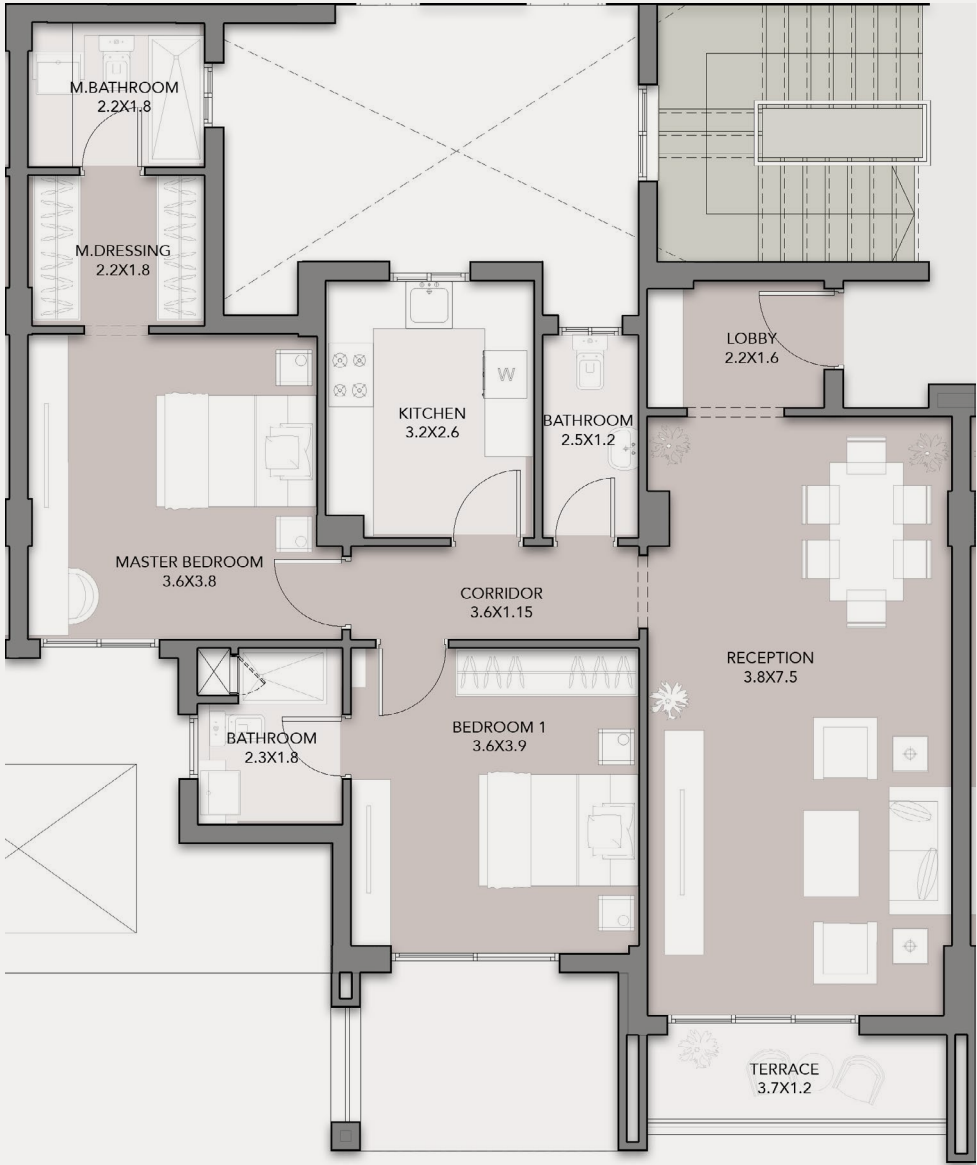 M.BATHROOM
2.2X1.8
M.DRESSING
2.2X1.8
LOBBY
2.2X1.6
W
KITCHEN
3.2X2.6
BATHROOM
2.5X1.2
MASTER BEDROOM
3.6X3.8
CORRIDOR
3.6X1.15
RECEPTION
3.8X7.5
BATHROOM
2.3X1.8
BEDROOM 1
3.6X3.9
TERRACE
3.7X1.2